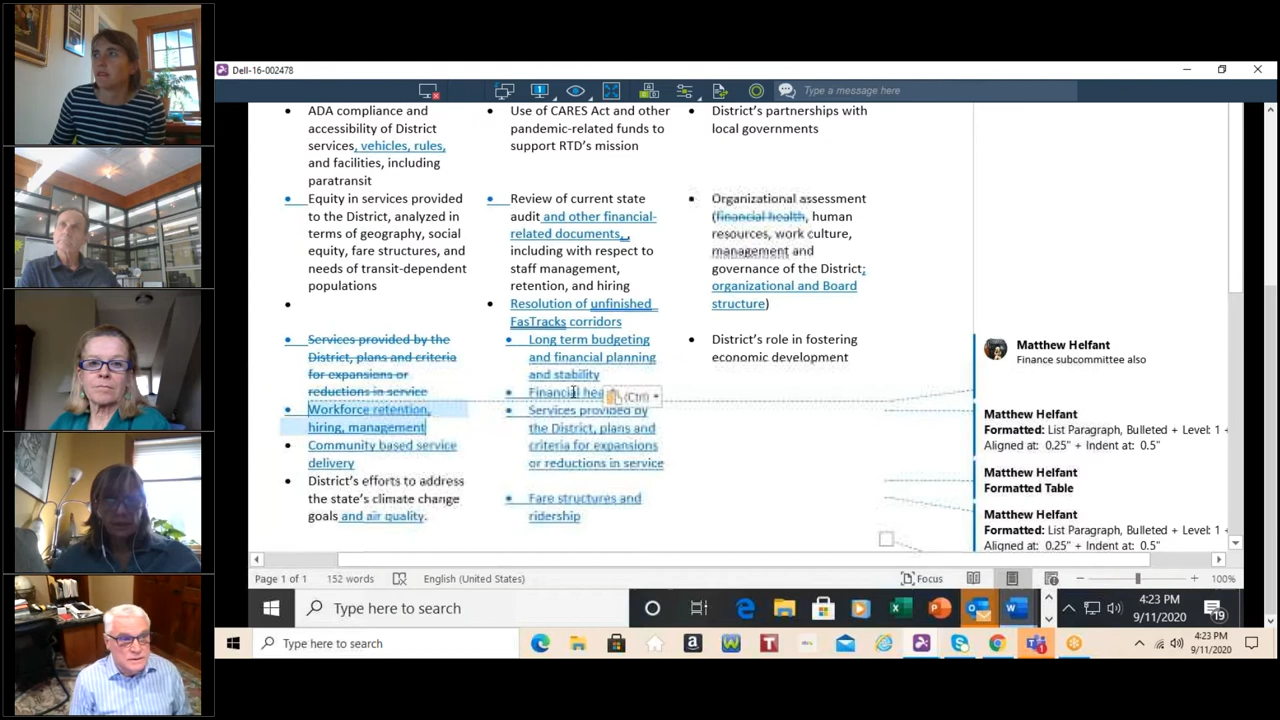 Dell-16-002478
Type a message here
ADA compliance and
accessibility of District
services, vehicles, rules,
and facilities, including
paratransit
Equity in services provided
to the District, analyzed in
terms of geography, social
equity, fare structures, and
needs of transit-dependent
populations
Services provided by the
District, plans and criteria
for expansions or
reductions in service
Workforce retention,
hiring, management
Community based service
delivery
District's efforts to address
the state's climate change
goals and air quality.
Use of CARES Act and other
pandemic-related funds to
support RTD's mission
Review of current state
audit and other financial-
related documents,
including with respect to
staff management,
retention, and hiring
Resolution of unfinished
FasTracks corridors
Long term budgeting
and financial planning
and stability
Financial
(Ctrl)
Services provided by
the District, plans and
criteria for expansions
or reductions in service
Fare structures and
ridership
District's partnerships with
local governments
Organizational assessment
(financial health, human
resources, work culture,
management and
governance of the District;
organizational and Board
structure)
District's role in fostering
economic development
Matthew Helfant
Finance subcommittee also
Matthew Helfant
Formatted: List Paragraph, Bulleted + Level: 1 +
Aligned at: 0.25" + Indent at: 0.5"
Matthew Helfant
Formatted Table
Matthew Helfant
Formatted: List Paragraph, Bulleted + Level: 1 +
Aligned at: 0.25" + Indent at: 0.5"
Page 1 of 1 152 words English (United States) Focus 100%
Type here to search 4:23 PM
9/11/2020 19
Type here to search 4:23 PM
9/11/2020